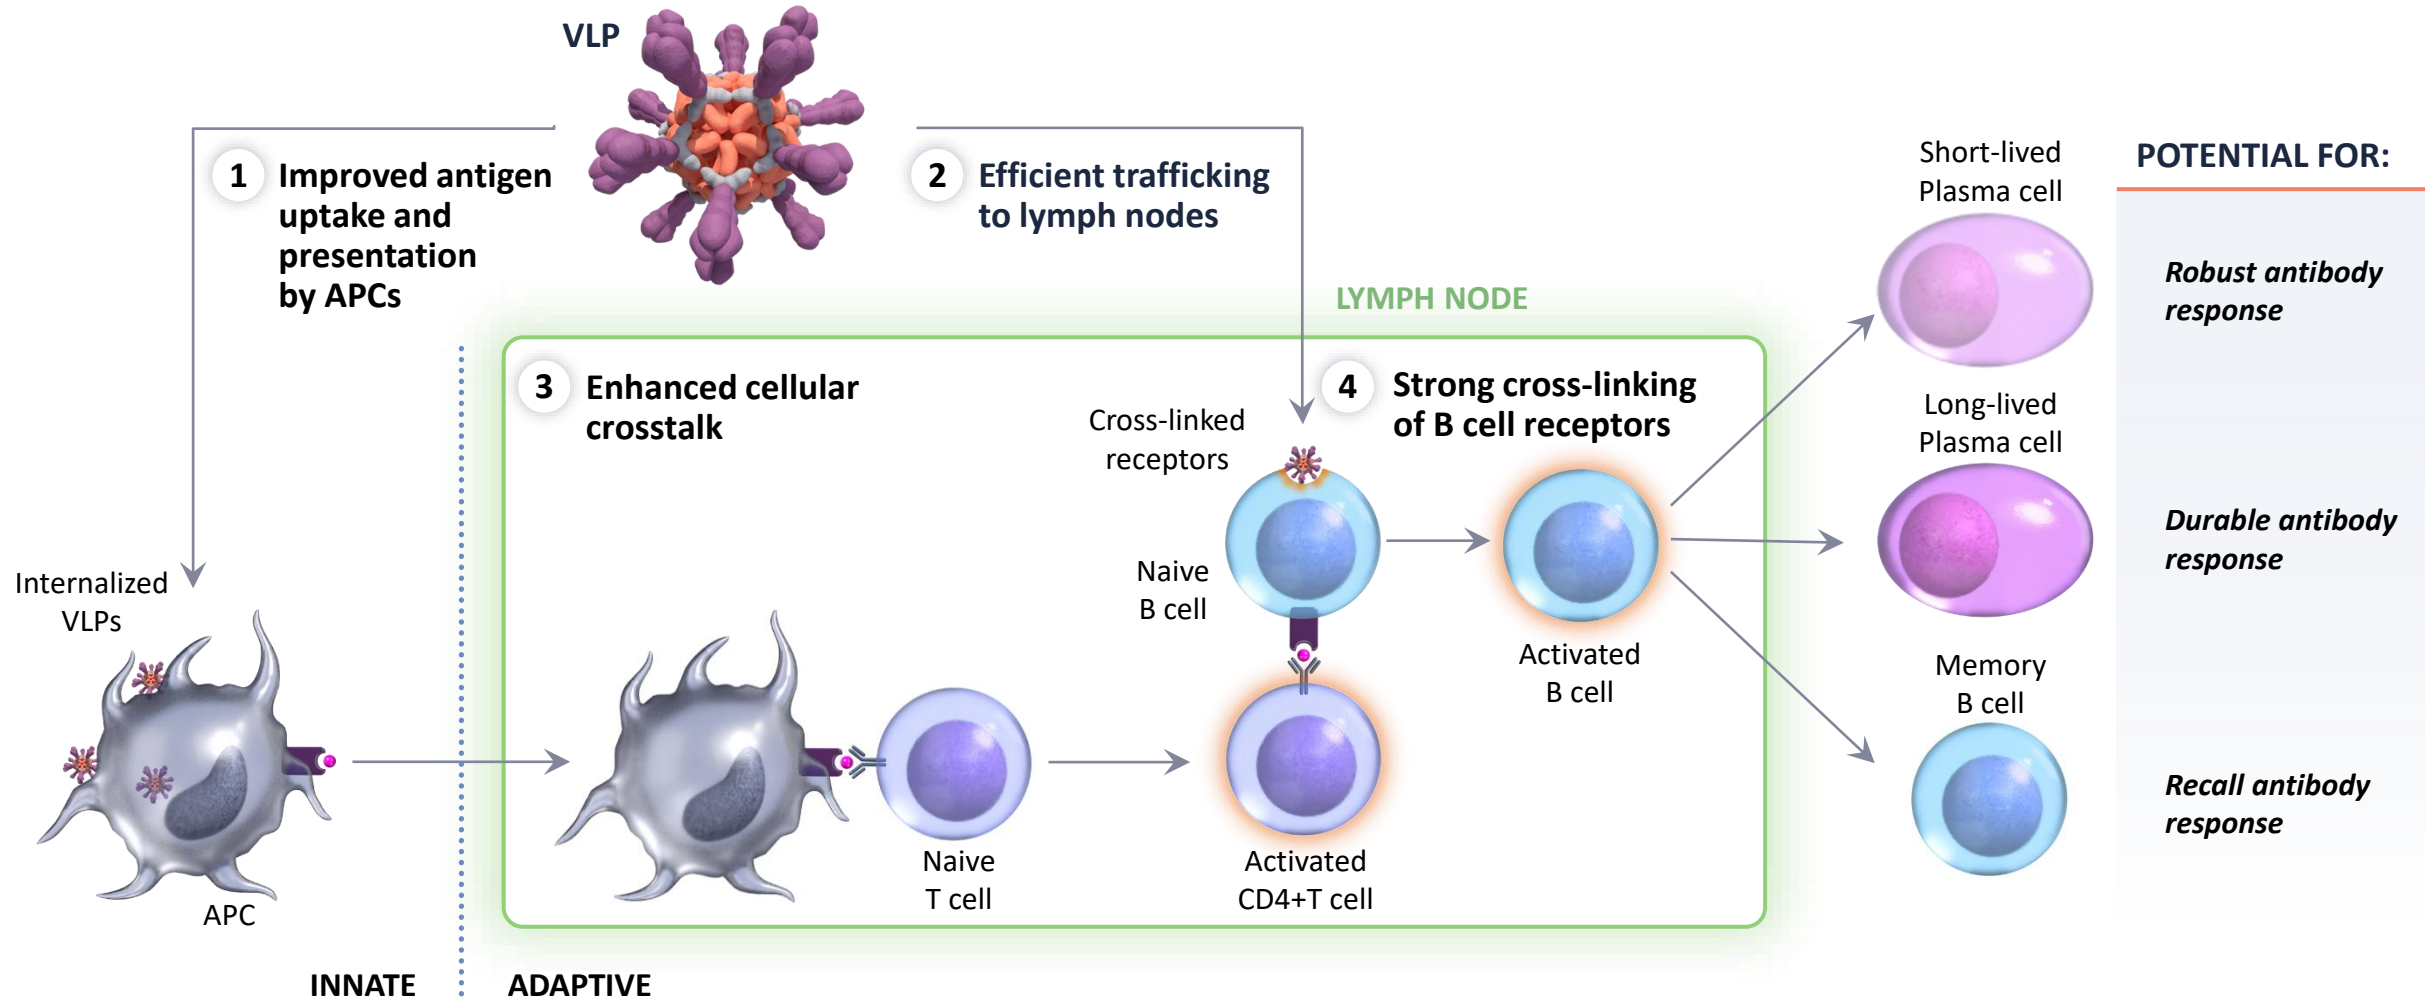 VLP
1
Improved antigen
uptake and
presentation
by APCs
2
Efficient trafficking
to lymph nodes
LYMPH NODE
3
Enhanced cellular
crosstalk
4
Strong cross-linking
of B cell receptors
Cross-linked
receptors
Internalized
VLPs
APC
Naive
T cell
Naive
B cell
Activated
CD4+T cell
Activated
B cell
Short-lived
Plasma cell
Long-lived
Plasma cell
Memory
B cell
POTENTIAL FOR:
Robust antibody
response
Durable antibody
response
Recall antibody
response
INNATE
ADAPTIVE